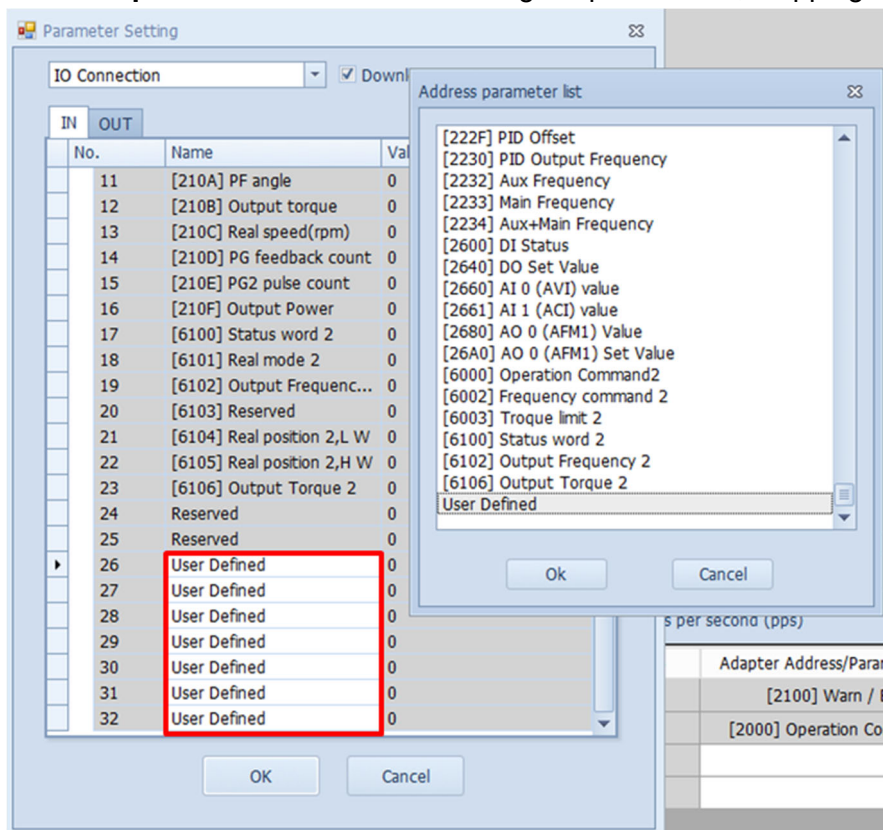 Parameter Setting
IO Connection
IN OUT
No. Name
11 [210A] PF angle 0
12 [210B] Output torque 0
13 [210C] Real speed(rpm) 0
14 [210D] PG feedback count 0
15 [210E] PG2 pulse count 0
16 [210F] Output Power 0
17 [6100] Status word 2 0
18 [6101] Real mode 2 0
19 [6102] Output Frequenc... 0
20 [6103] Reserved 0
21 [6104] Real position 2,L W 0
22 [6105] Real position 2,H W 0
23 [6106] Output Torque 2 0
24 Reserved 0
25 Reserved 0
26 User Defined 0
27 User Defined 0
28 User Defined 0
29 User Defined 0
30 User Defined 0
31 User Defined 0
32 User Defined 0
OK Cancel
Address parameter list
[222F] PID Offset
[2230] PID Output Frequency
[2232] Aux Frequency
[2233] Main Frequency
[2234] Aux+Main Frequency
[2600] DI Status
[2640] DO Set Value
[2660] AI 0 (AVI) value
[2661] AI 1 (ACI) value
[2680] AO 0 (AFM1) Value
[26A0] AO 0 (AFM1) Set Value
[6000] Operation Command2
[6002] Frequency command 2
[6003] Troque limit 2
[6100] Status word 2
[6102] Output Frequency 2
[6106] Output Torque 2
User Defined
Ok Cancel
s per second (pps)
Adapter Address/Para
[2100] Warn /
[2000] Operation Co